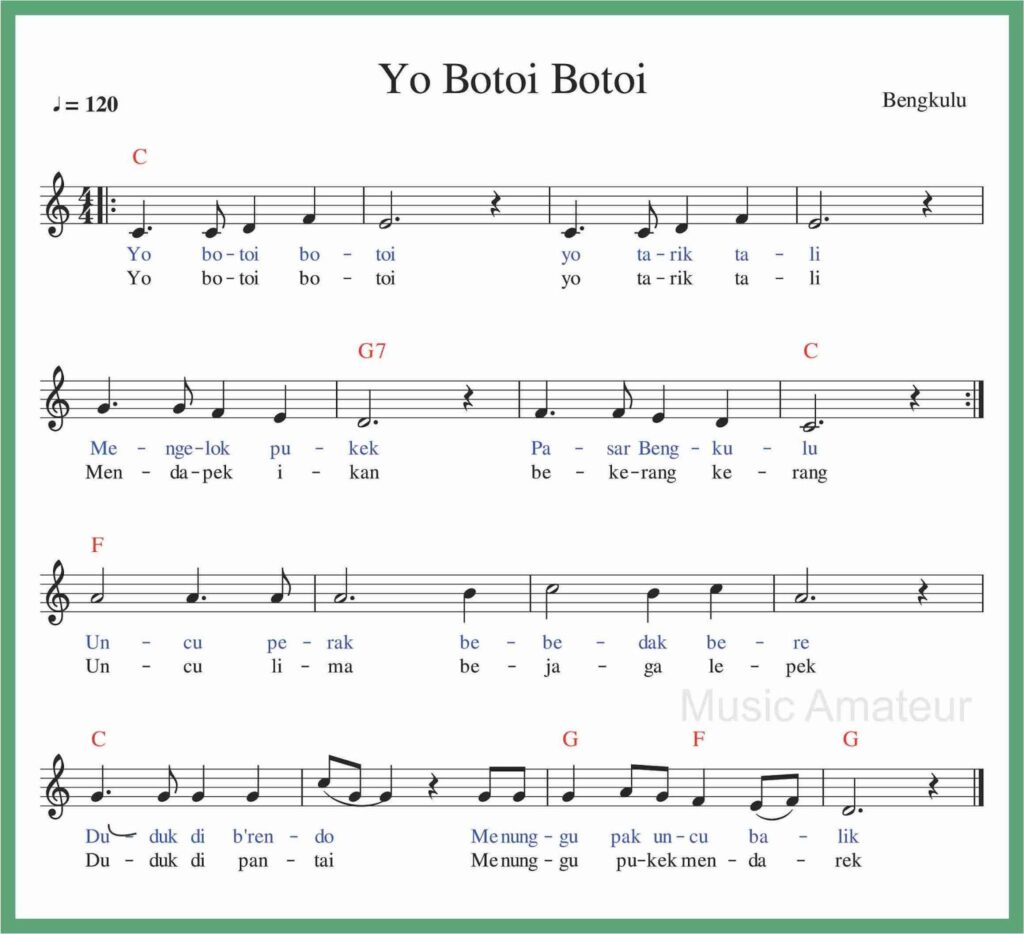 Yo Botoi Botoi
♩= 120
Bengkulu
C
4/4
Yo bo-toi bo - toi yo ta-rik ta - li
Yo bo-toi bo - toi yo ta-rik ta - li
G7 C
Me - nge-lok pu - kek Pa - sar Beng - ku - lu
Men - da-pek i - kan be - ke-rang ke - rang
F
Un - cu pe - rak be - be - dak be - re
Un - cu li - ma be - ja - ga le - pek
Music Amateur
C G F G
Du - duk di b'ren - do Menung - gu pak un-cu ba - lik
Du - duk di pan - tai Menung - gu pu-kek men - da - rek